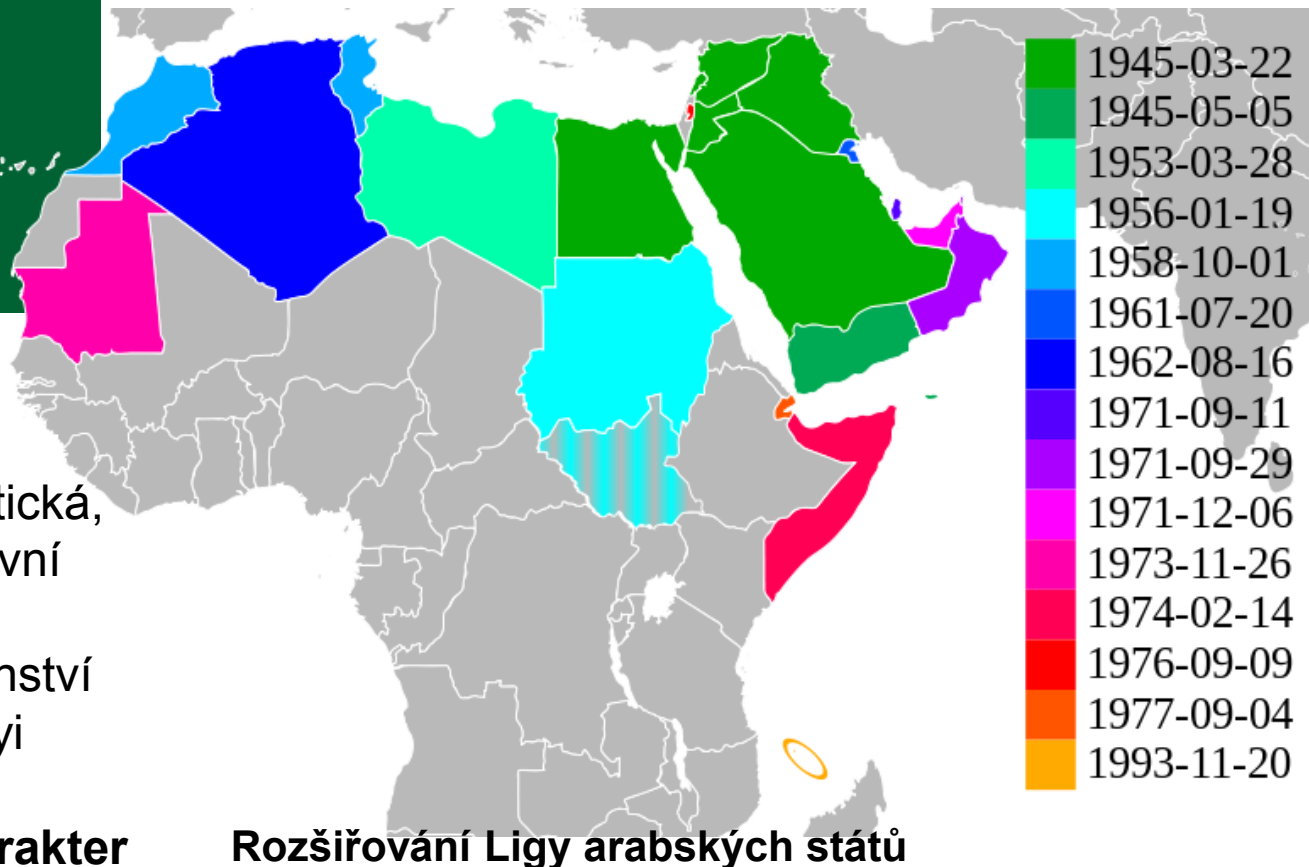 1945-03-22
1945-05-05
1953-03-28
1956-01-19
1958-10-01
1961-07-20
1962-08-16
1971-09-11
1971-09-29
1971-12-06
1973-11-26
1974-02-14
1976-09-09
1977-09-04
1993-11-20
tická,
vní
nství
yi
rakter
Rozšiřování Ligy arabských států